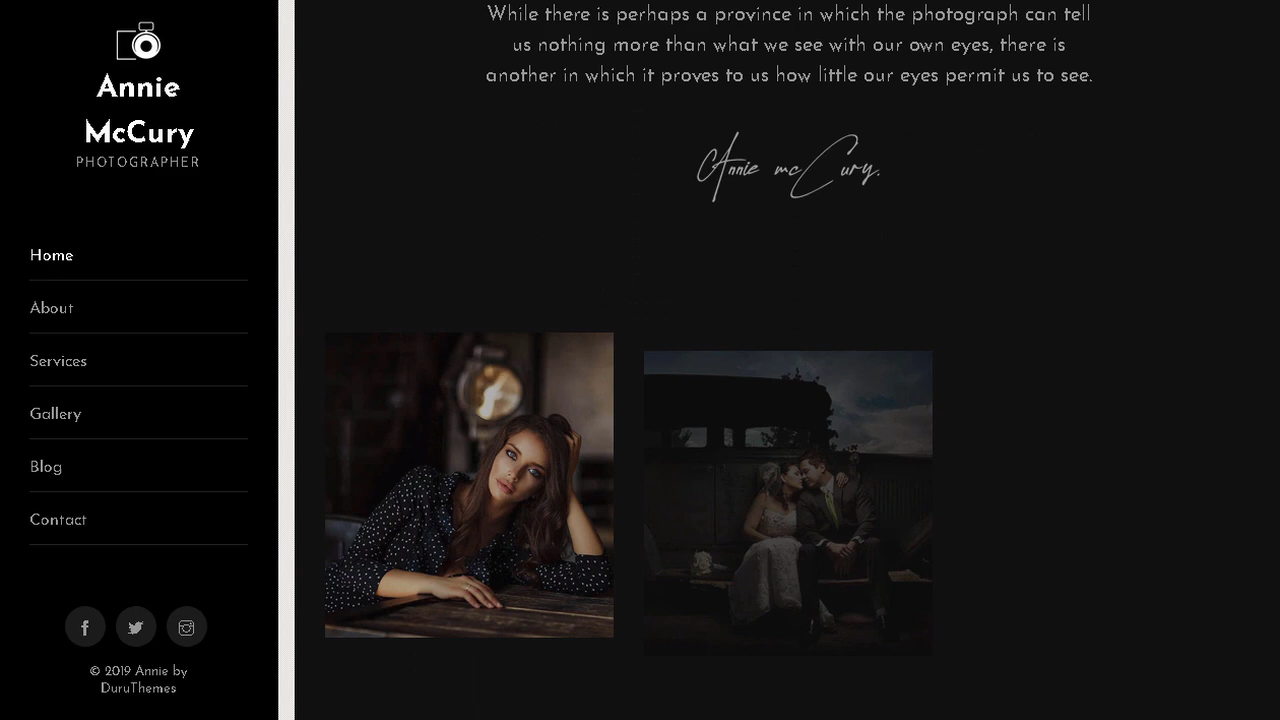 Annie
McCury
PHOTOGRAPHER
Home
About
Services
Gallery
Blog
Contact
© 2019 Annie by
DuruThemes
While there is perhaps a province in which the photograph can tell
us nothing more than what we see with our own eyes, there is
another in which it proves to us how little our eyes permit us to see.
Annie mcCury.